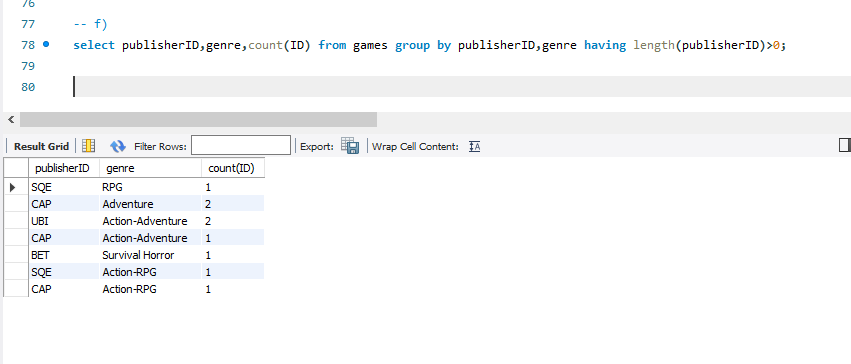 76
77 -- f)
78 select publisherID,genre,count(ID) from games group by publisherID,genre having length(publisherID)>0;
79
80
Result Grid Filter Rows: Export: Wrap Cell Content:
publisherID genre count(ID)
SQE RPG 1
CAP Adventure 2
UBI Action-Adventure 2
CAP Action-Adventure 1
BET Survival Horror 1
SQE Action-RPG 1
CAP Action-RPG 1